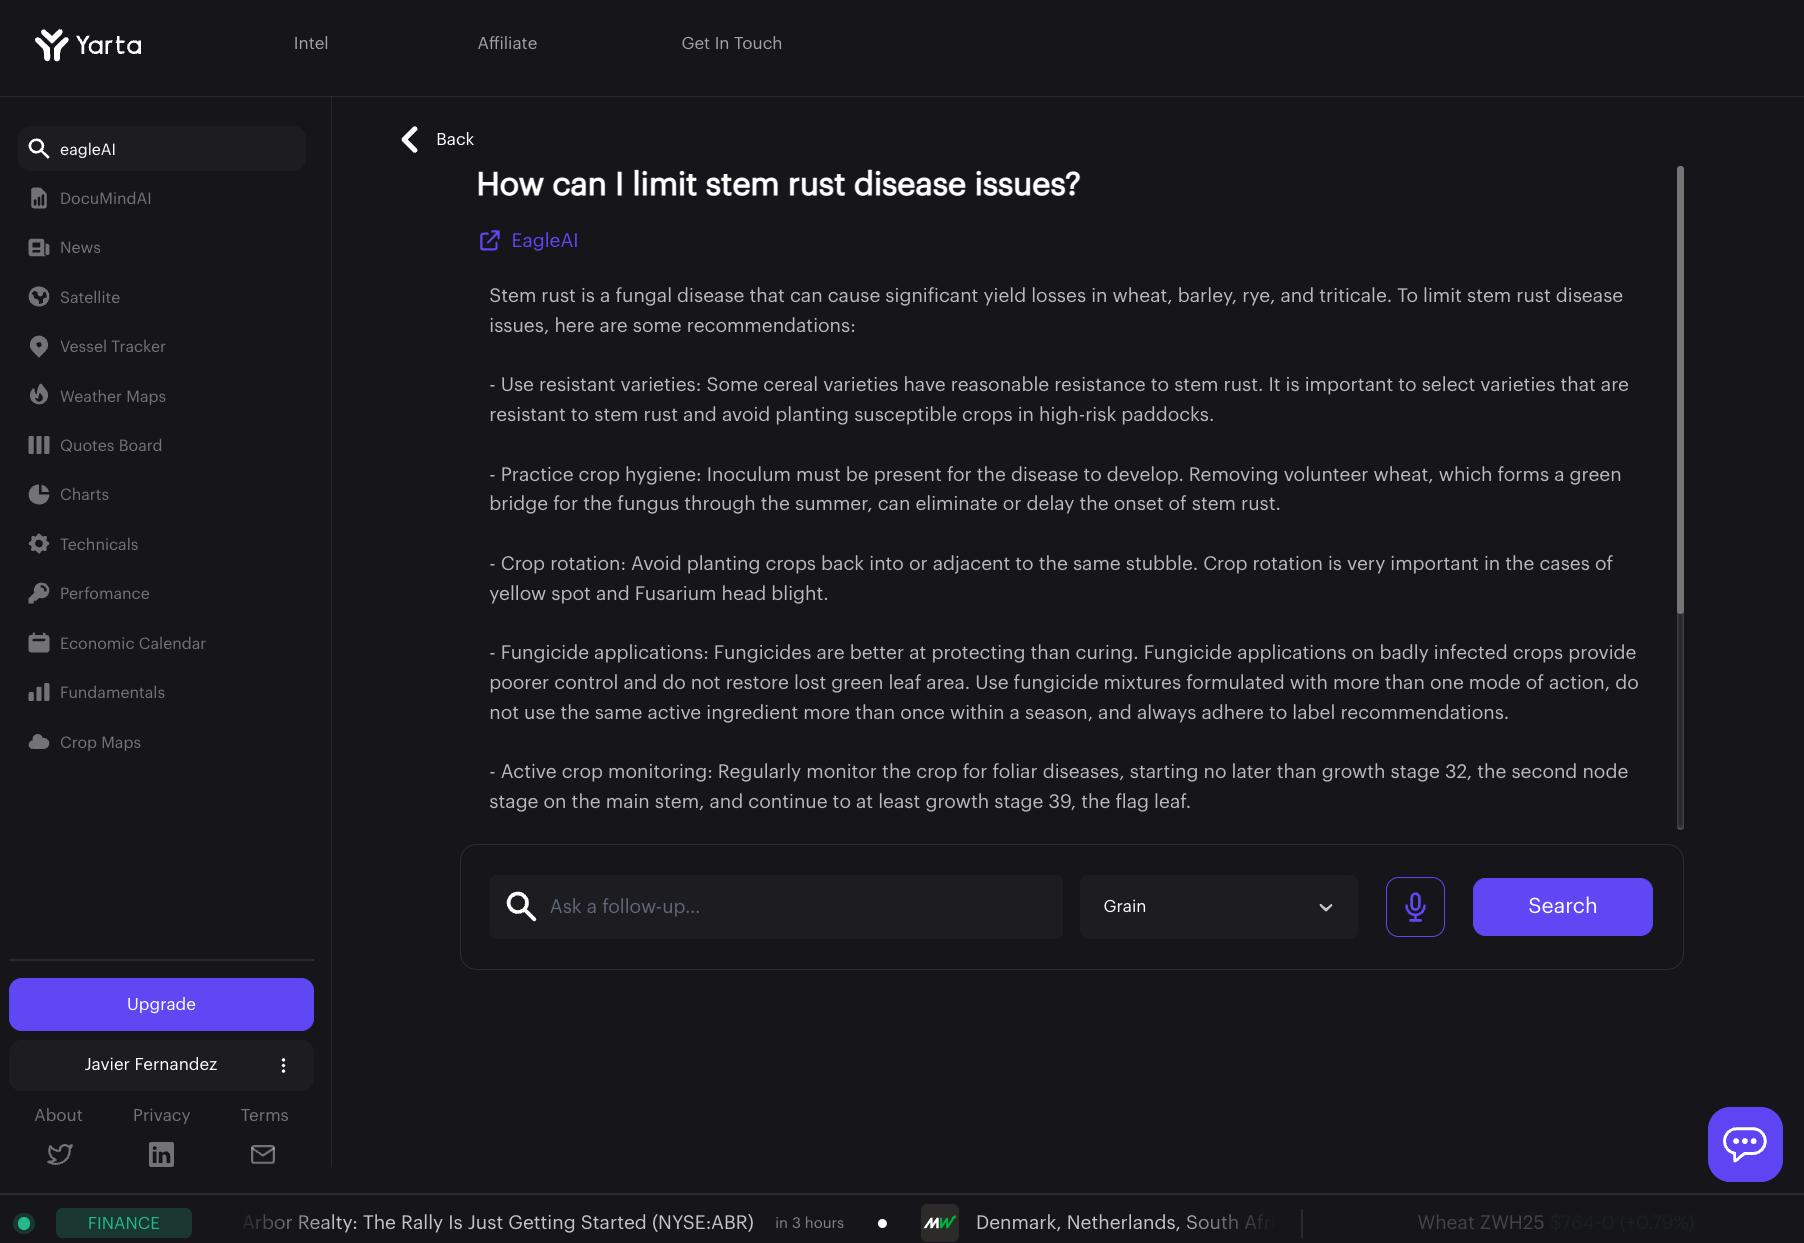 Yarta
Intel
Affiliate
Get In Touch
eagleAI
DocuMindAI
News
Satellite
Vessel Tracker
Weather Maps
Quotes Board
Charts
Technicals
Perfomance
Economic Calendar
Fundamentals
Crop Maps
Upgrade
Javier Fernandez
About
Privacy
Terms
Back
How can I limit stem rust disease issues?
EagleAI
Stem rust is a fungal disease that can cause significant yield losses in wheat, barley, rye, and triticale. To limit stem rust disease
issues, here are some recommendations:
- Use resistant varieties: Some cereal varieties have reasonable resistance to stem rust. It is important to select varieties that are
resistant to stem rust and avoid planting susceptible crops in high-risk paddocks.
- Practice crop hygiene: Inoculum must be present for the disease to develop. Removing volunteer wheat, which forms a green
bridge for the fungus through the summer, can eliminate or delay the onset of stem rust.
- Crop rotation: Avoid planting crops back into or adjacent to the same stubble. Crop rotation is very important in the cases of
yellow spot and Fusarium head blight.
- Fungicide applications: Fungicides are better at protecting than curing. Fungicide applications on badly infected crops provide
poorer control and do not restore lost green leaf area. Use fungicide mixtures formulated with more than one mode of action, do
not use the same active ingredient more than once within a season, and always adhere to label recommendations.
- Active crop monitoring: Regularly monitor the crop for foliar diseases, starting no later than growth stage 32, the second node
stage on the main stem, and continue to at least growth stage 39, the flag leaf.
Ask a follow-up...
Grain
Search
FINANCE
Arbor Realty: The Rally Is Just Getting Started (NYSE:ABR)
in 3 hours
MW
Denmark, Netherlands, South Afri
Wheat ZWH25 $764-0 (+0.79%)